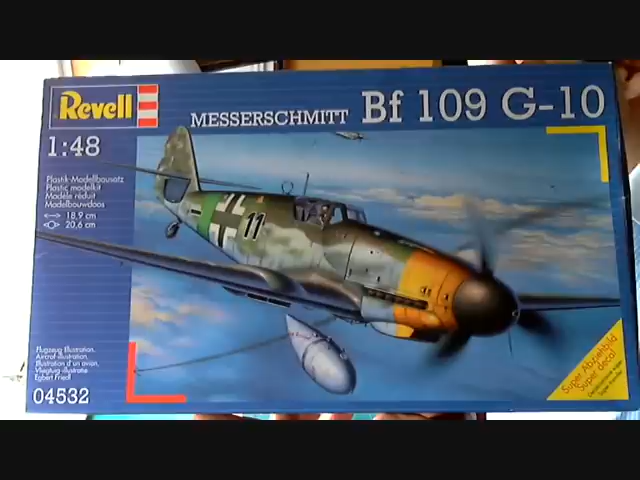 Revell
MESSERSCHMITT Bf 109 G-10
1:48
Plastik-Modellbausatz
Plastic modelkit
Modèle réduit
Modelbouwdoos
18,9 cm
20,6 cm
11
Flugzeug Illustration.
Aircraft-illustration.
Illustration d'un avion.
Vliegtuig-illustratie
Egbert Friedl
04532
Super Abziehbild
Super decal